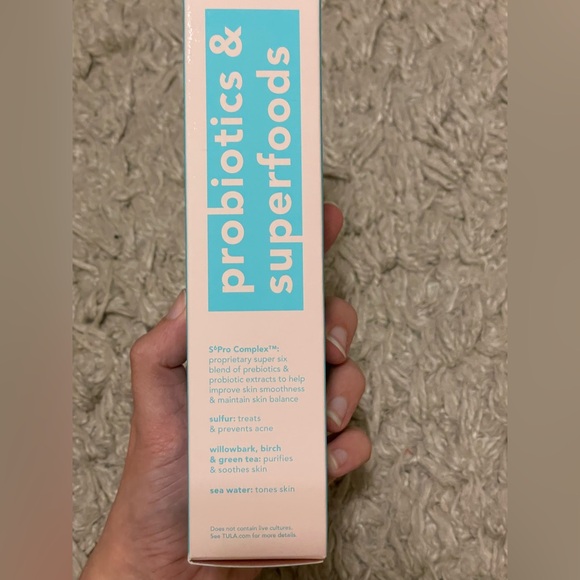 probiotics &
superfoods
S⁶Pro Complex™:
proprietary super six
blend of prebiotics &
probiotic extracts to help
improve skin smoothness
& maintain skin balance
sulfur: treats
& prevents acne
willowbark, birch
& green tea: purifies
& soothes skin
sea water: tones skin
Does not contain live cultures.
See TULA.com for more details.